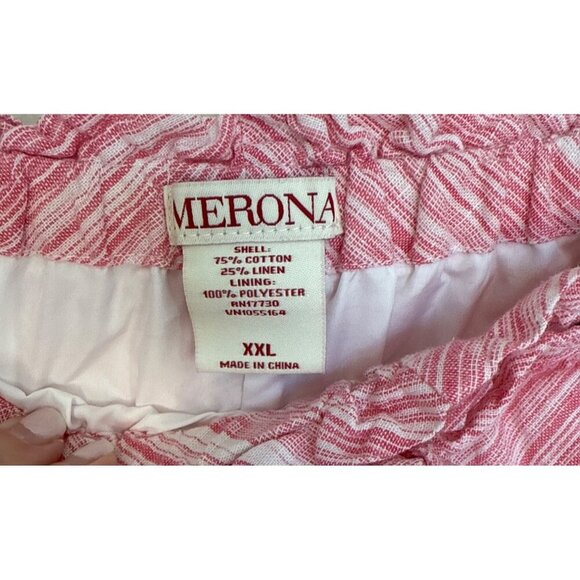 MERONA
SHELL:
75% COTTON
25% LINEN
LINING:
100% POLYESTER
RN17730
VN1055164
XXL
MADE IN CHINA